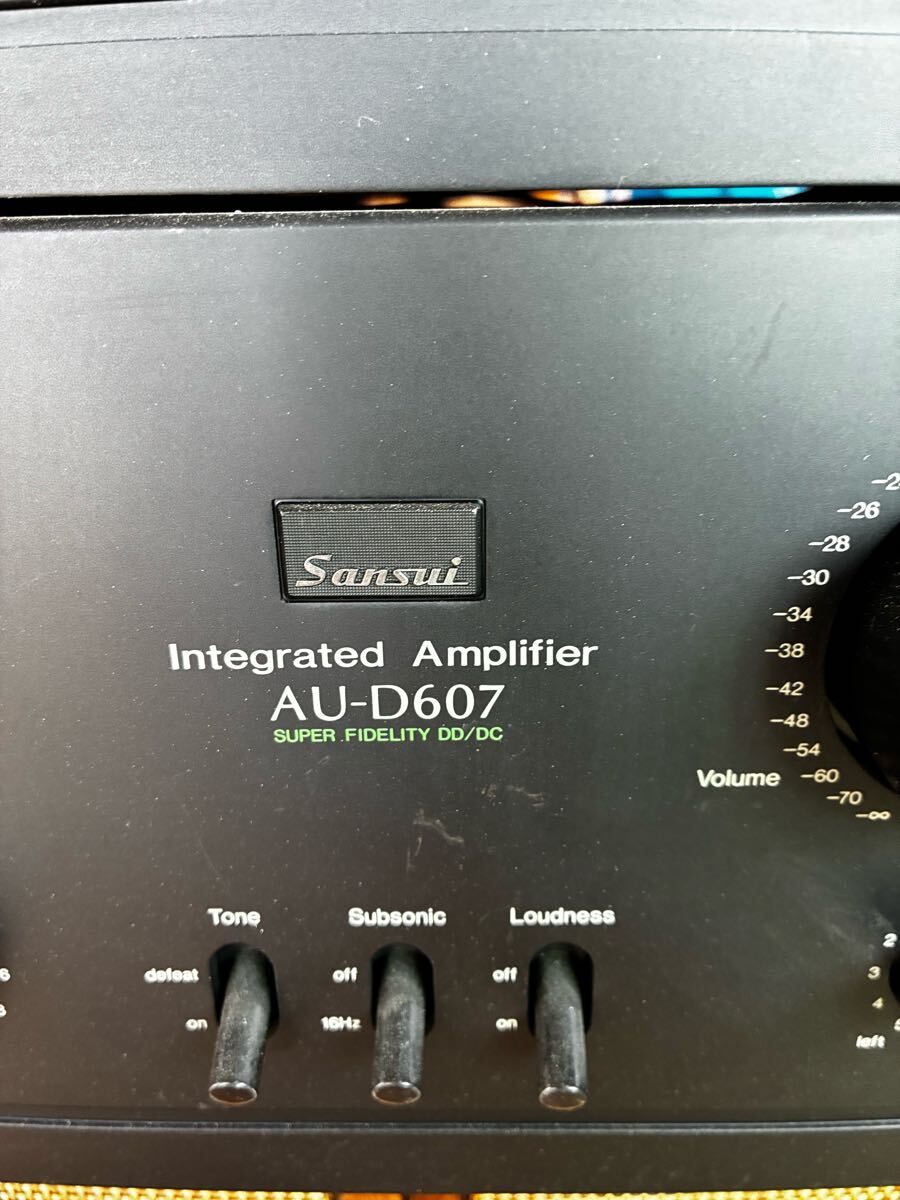 Sansui
Integrated Amplifier
AU-D607
SUPER FIDELITY DD/DC
-26
-28
-30
-34
-38
-42
-48
-54
Volume -60
-70
-∞
Tone Subsonic Loudness
defeat off off
on 16Hz on
6
2
3
4
left